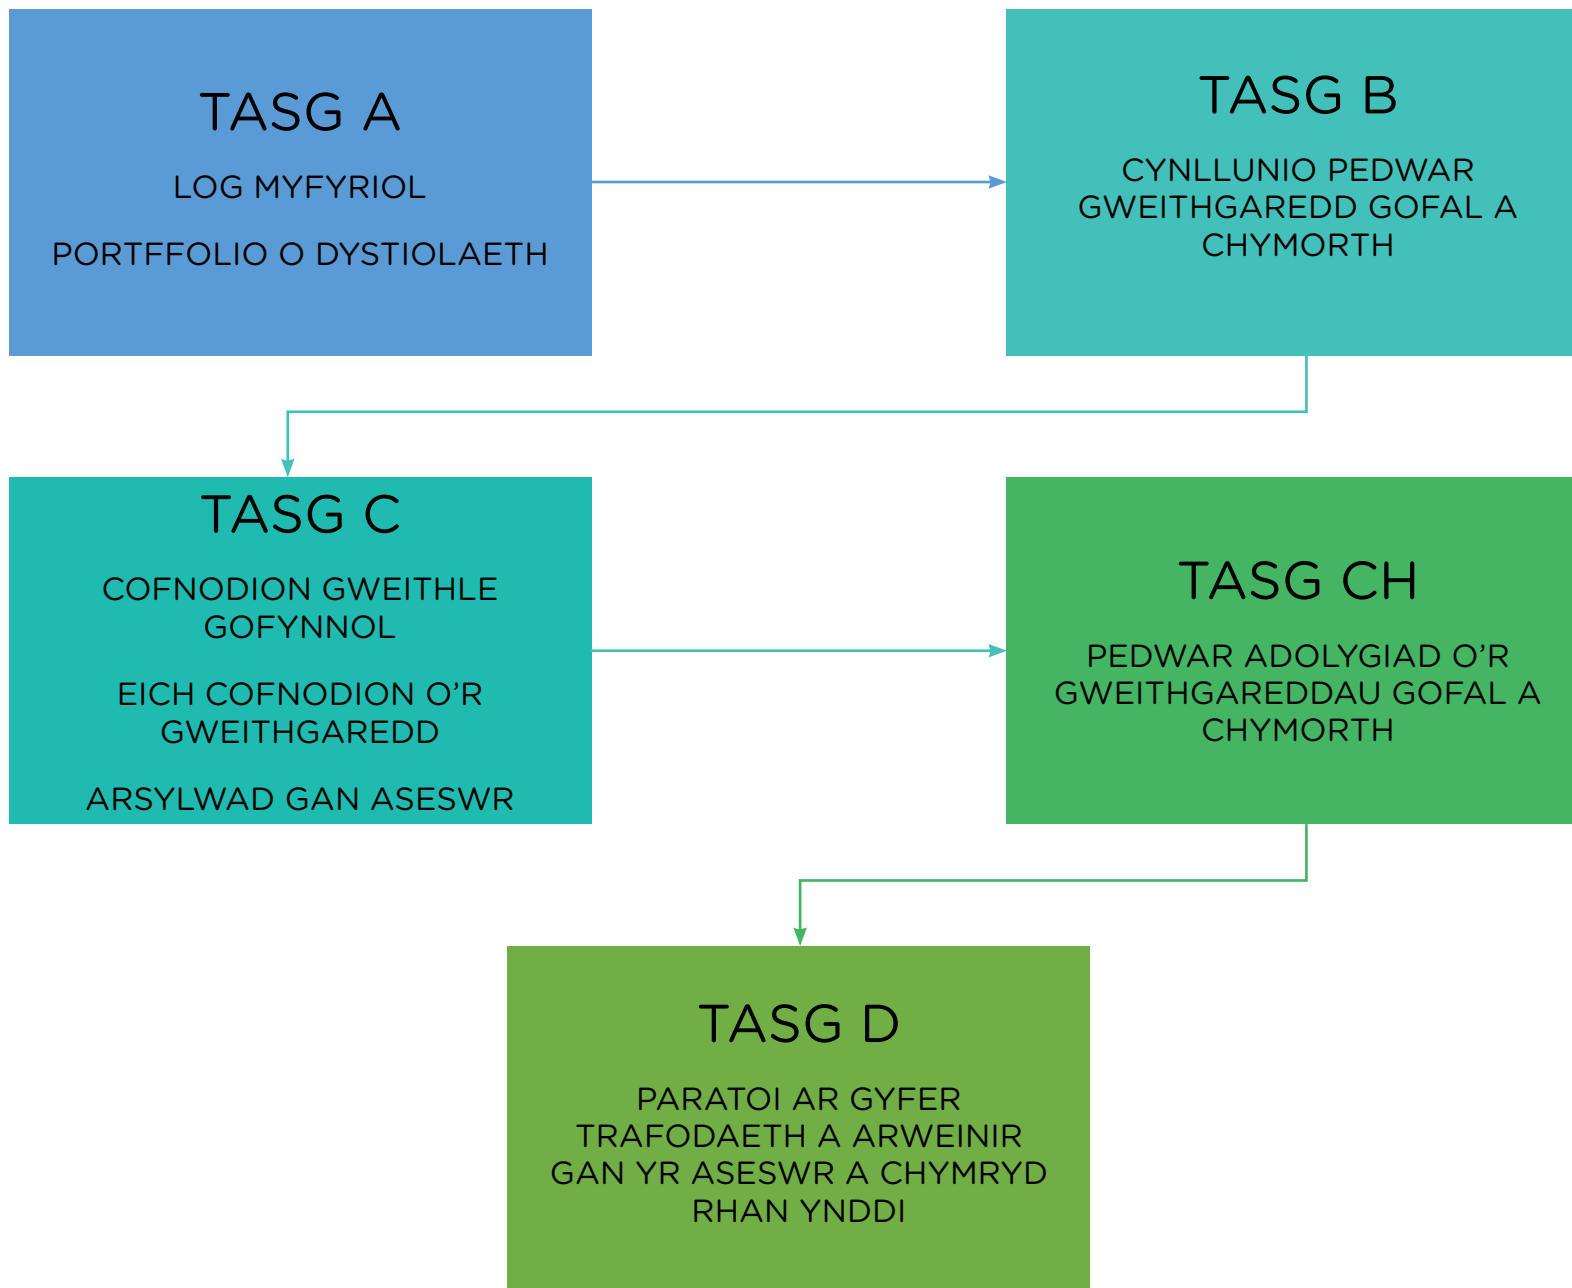 TASG A
LOG MYFYRIOL
PORTFFOLIO O DYSTIOLAETH
TASG B
CYNLLUNIO PEDWAR
GWEITHGAREDD GOFAL A
CHYMORTH
TASG C
COFNODION GWEITHLE
GOFYNNOL
EICH COFNODION O’R
GWEITHGAREDD
ARSYLWAD GAN ASESWR
TASG CH
PEDWAR ADOLYGIAD O’R
GWEITHGAREDDAU GOFAL A
CHYMORTH
TASG D
PARATOI AR GYFER
TRAFODAETH A ARWEINIR
GAN YR ASESWR A CHYMRYD
RHAN YNDDI